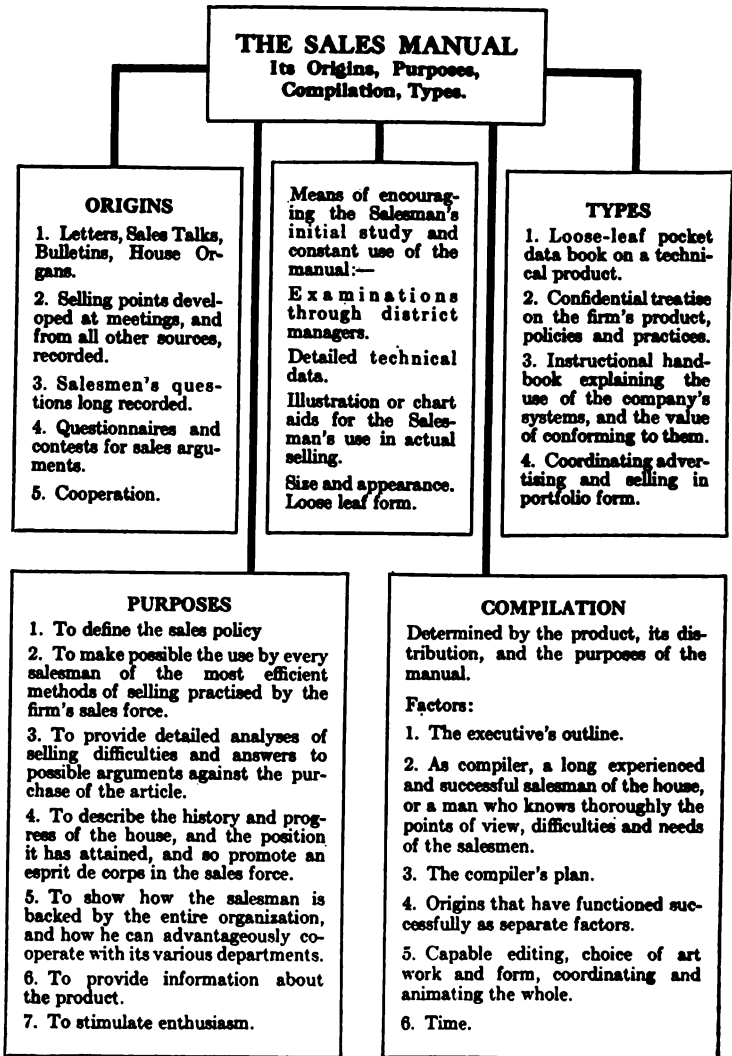 THE SALES MANUAL
Its Origins, Purposes,
Compilation, Types.
ORIGINS
1. Letters, Sales Talks,
Bulletins, House Or-
gans.
2. Selling points devel-
oped at meetings, and
from all other sources,
recorded.
3. Salesmen's ques-
tions long recorded.
4. Questionnaires and
contests for sales argu-
ments.
5. Cooperation.
Means of encourag-
ing the Salesman's
initial study and
constant use of the
manual:—
Examinations
through district
managers.
Detailed technical
data.
Illustration or chart
aids for the Sales-
man's use in actual
selling.
Size and appearance.
Loose leaf form.
TYPES
1. Loose-leaf pocket
data book on a techni-
cal product.
2. Confidential treatise
on the firm's product,
policies and practices.
3. Instructional hand-
book explaining the
use of the company's
systems, and the value
of conforming to them.
4. Coordinating adver-
tising and selling in
portfolio form.
PURPOSES
1. To define the sales policy
2. To make possible the use by every
salesman of the most efficient
methods of selling practised by the
firm's sales force.
3. To provide detailed analyses of
selling difficulties and answers to
possible arguments against the pur-
chase of the article.
4. To describe the history and prog-
ress of the house, and the position
it has attained, and so promote an
esprit de corps in the sales force.
5. To show how the salesman is
backed by the entire organization,
and how he can advantageously co-
operate with its various departments.
6. To provide information about
the product.
7. To stimulate enthusiasm.
COMPILATION
Determined by the product, its dis-
tribution, and the purposes of the
manual.
Factors:
1. The executive's outline.
2. As compiler, a long experienced
and successful salesman of the house,
or a man who knows thoroughly the
points of view, difficulties and needs
of the salesmen.
3. The compiler's plan.
4. Origins that have functioned suc-
cessfully as separate factors.
5. Capable editing, choice of art
work and form, coordinating and
animating the whole.
6. Time.